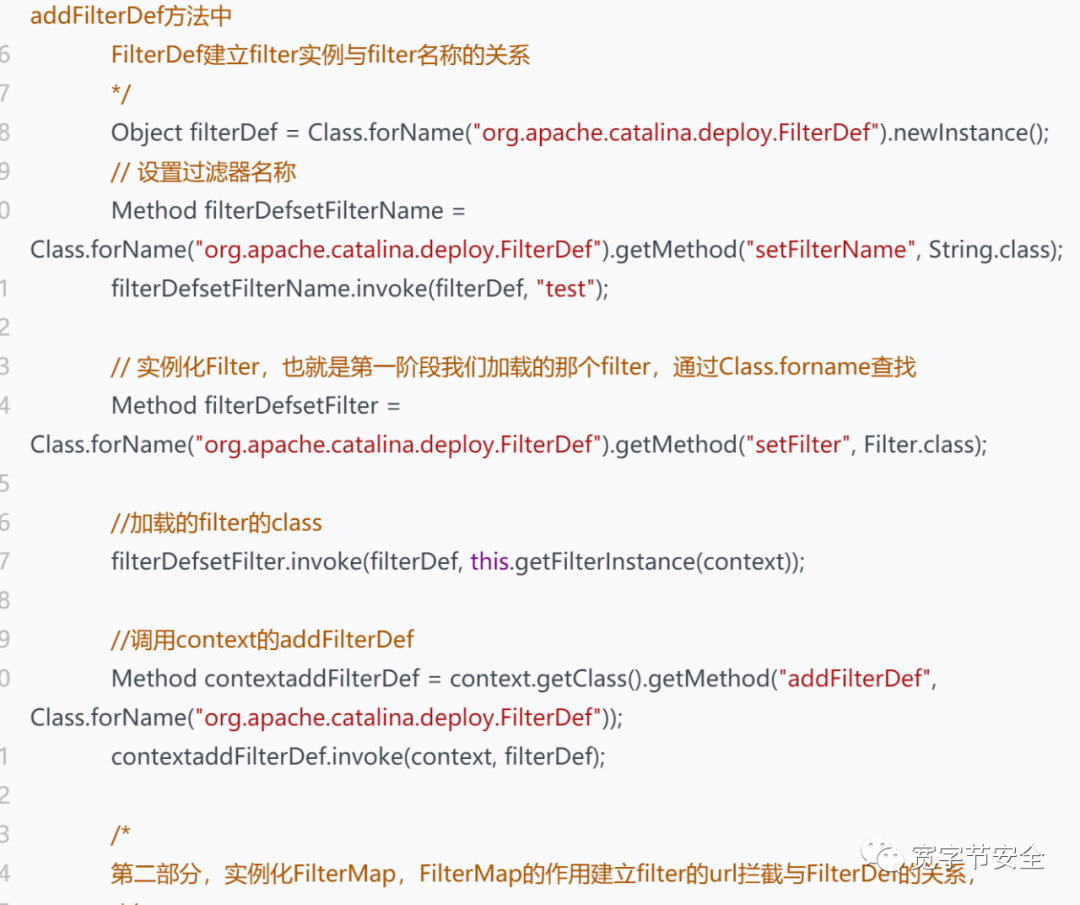 addFilterDef方法中
6 FilterDef建立filter实例与filter名称的关系
7 */
8 Object filterDef = Class.forName("org.apache.catalina.deploy.FilterDef").newInstance();
9 // 设置过滤器名称
0 Method filterDefsetFilterName =
Class.forName("org.apache.catalina.deploy.FilterDef").getMethod("setFilterName", String.class);
1 filterDefsetFilterName.invoke(filterDef, "test");
2
3 // 实例化Filter，也就是第一阶段我们加载的那个filter，通过Class.forname查找
4 Method filterDefsetFilter =
Class.forName("org.apache.catalina.deploy.FilterDef").getMethod("setFilter", Filter.class);
5
6 //加载的filter的class
7 filterDefsetFilter.invoke(filterDef, this.getFilterInstance(context));
8
9 //调用context的addFilterDef
0 Method contextaddFilterDef = context.getClass().getMethod("addFilterDef",
Class.forName("org.apache.catalina.deploy.FilterDef"));
1 contextaddFilterDef.invoke(context, filterDef);
2
3 /*
4 第二部分，实例化FilterMap，FilterMap的作用建立filter的url拦截与FilterDef的关系，
宽字节安全